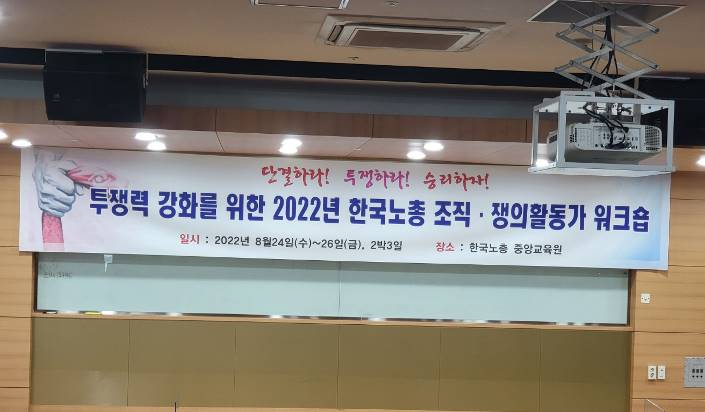 단결하라! 투쟁하라! 승리하자!
투쟁력 강화를 위한 2022년 한국노총 조직·쟁의활동가 워크숍
일시 : 2022년 8월24일(수)~26일(금), 2박3일 장소 : 한국노총 중앙교육원